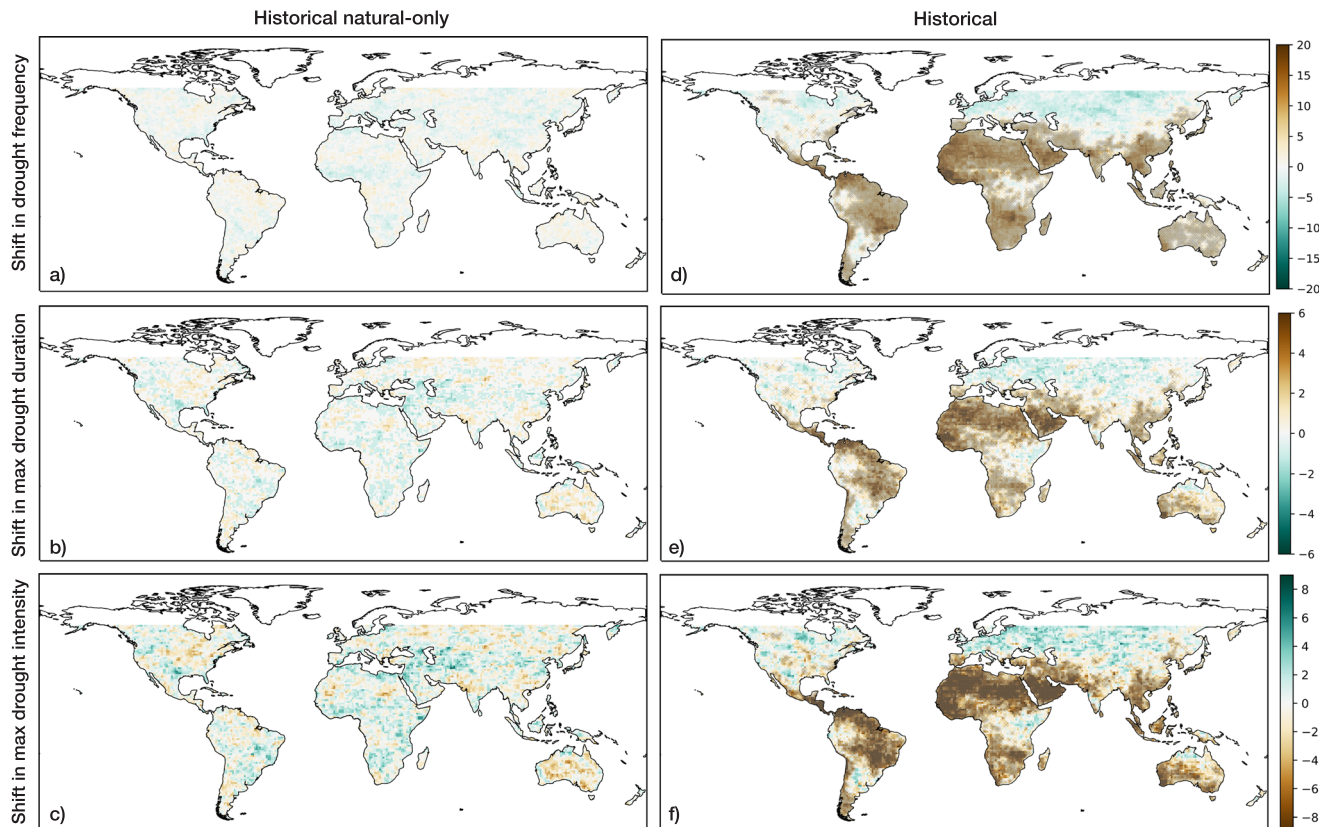 Historical natural-only
Historical
Shift in drought frequency
a)
d)
20
15
10
5
0
−5
−10
−15
−20
Shift in max drought duration
b)
e)
6
4
2
0
−2
−4
−6
Shift in max drought intensity
c)
f)
8
6
4
2
0
−2
−4
−6
−8